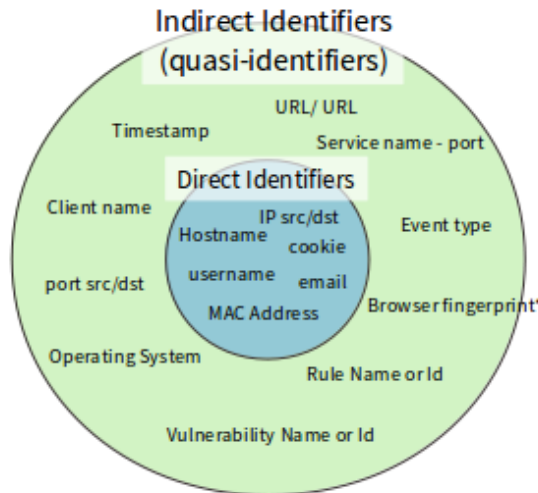 Indirect Identifiers
(quasi-identifiers)
URL/ URL
Timestamp
Service name - port
Direct Identifiers
Client name
IP src/dst
Hostname
cookie
Event type
username
email
port src/dst
MAC Address
Browser fingerprint'
Operating System
Rule Name or Id
Vulnerability Name or Id